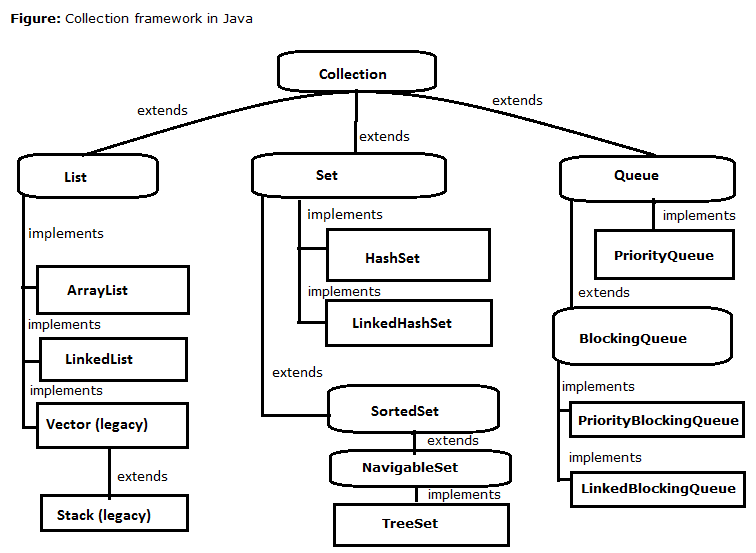 Figure: Collection framework in Java
Collection
extends
extends
extends
List
Set
Queue
implements
ArrayList
implements
LinkedList
implements
Vector (legacy)
extends
Stack (legacy)
implements
HashSet
implements
LinkedHashSet
extends
SortedSet
extends
NavigableSet
implements
TreeSet
implements
PriorityQueue
extends
BlockingQueue
implements
PriorityBlockingQueue
implements
LinkedBlockingQueue